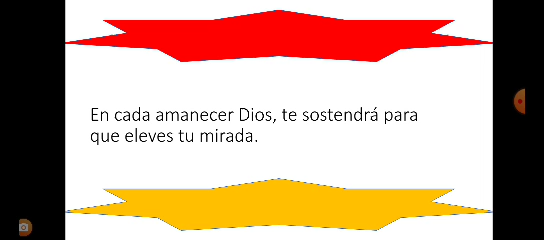 En cada amanecer Dios, te sostendrá para
que eleves tu mirada.